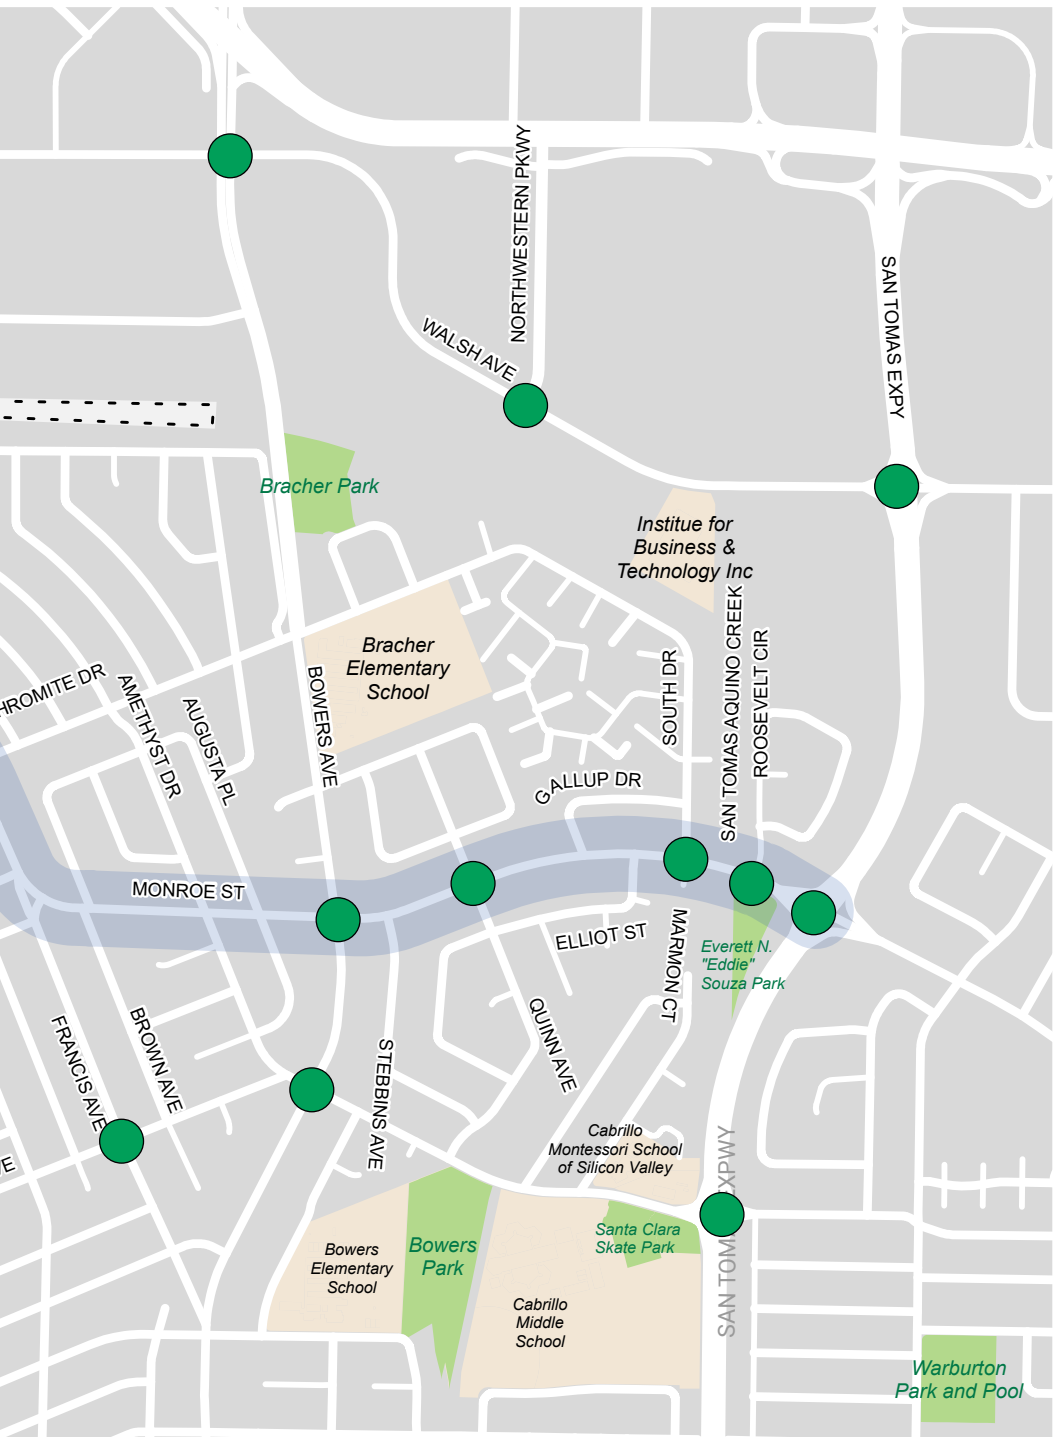 NORTHWESTERN PKWY
WALSH AVE
SAN TOMAS EXPY
Bracher Park
Institue for
Business &
Technology Inc
Bracher
Elementary
School
HROMITE DR
AMETHYST DR
AUGUSTA PL
BOWERS AVE
SOUTH DR
SAN TOMAS AQUINO CREEK
ROOSEVELT CIR
GALLUP DR
MONROE ST
ELLIOT ST
MARMON CT
Everett N.
"Eddie"
Souza Park
FRANCIS AVE
BROWN AVE
STEBBINS AVE
QUINN AVE
VE
Cabrillo
Montessori School
of Silicon Valley
SAN TOM
EXPWY
Santa Clara
Skate Park
Bowers
Elementary
School
Bowers
Park
Cabrillo
Middle
School
Warburton
Park and Pool